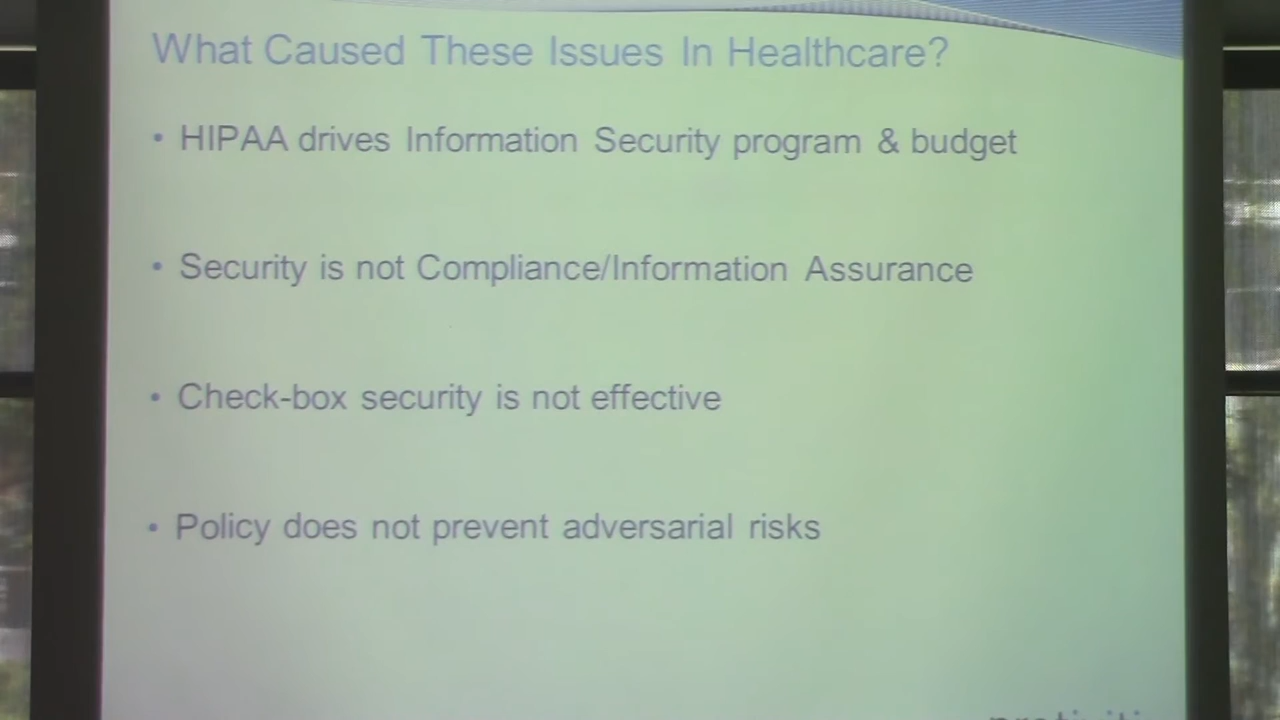 What Caused These Issues In Healthcare?
• HIPAA drives Information Security program & budget
• Security is not Compliance/Information Assurance
• Check-box security is not effective
• Policy does not prevent adversarial risks